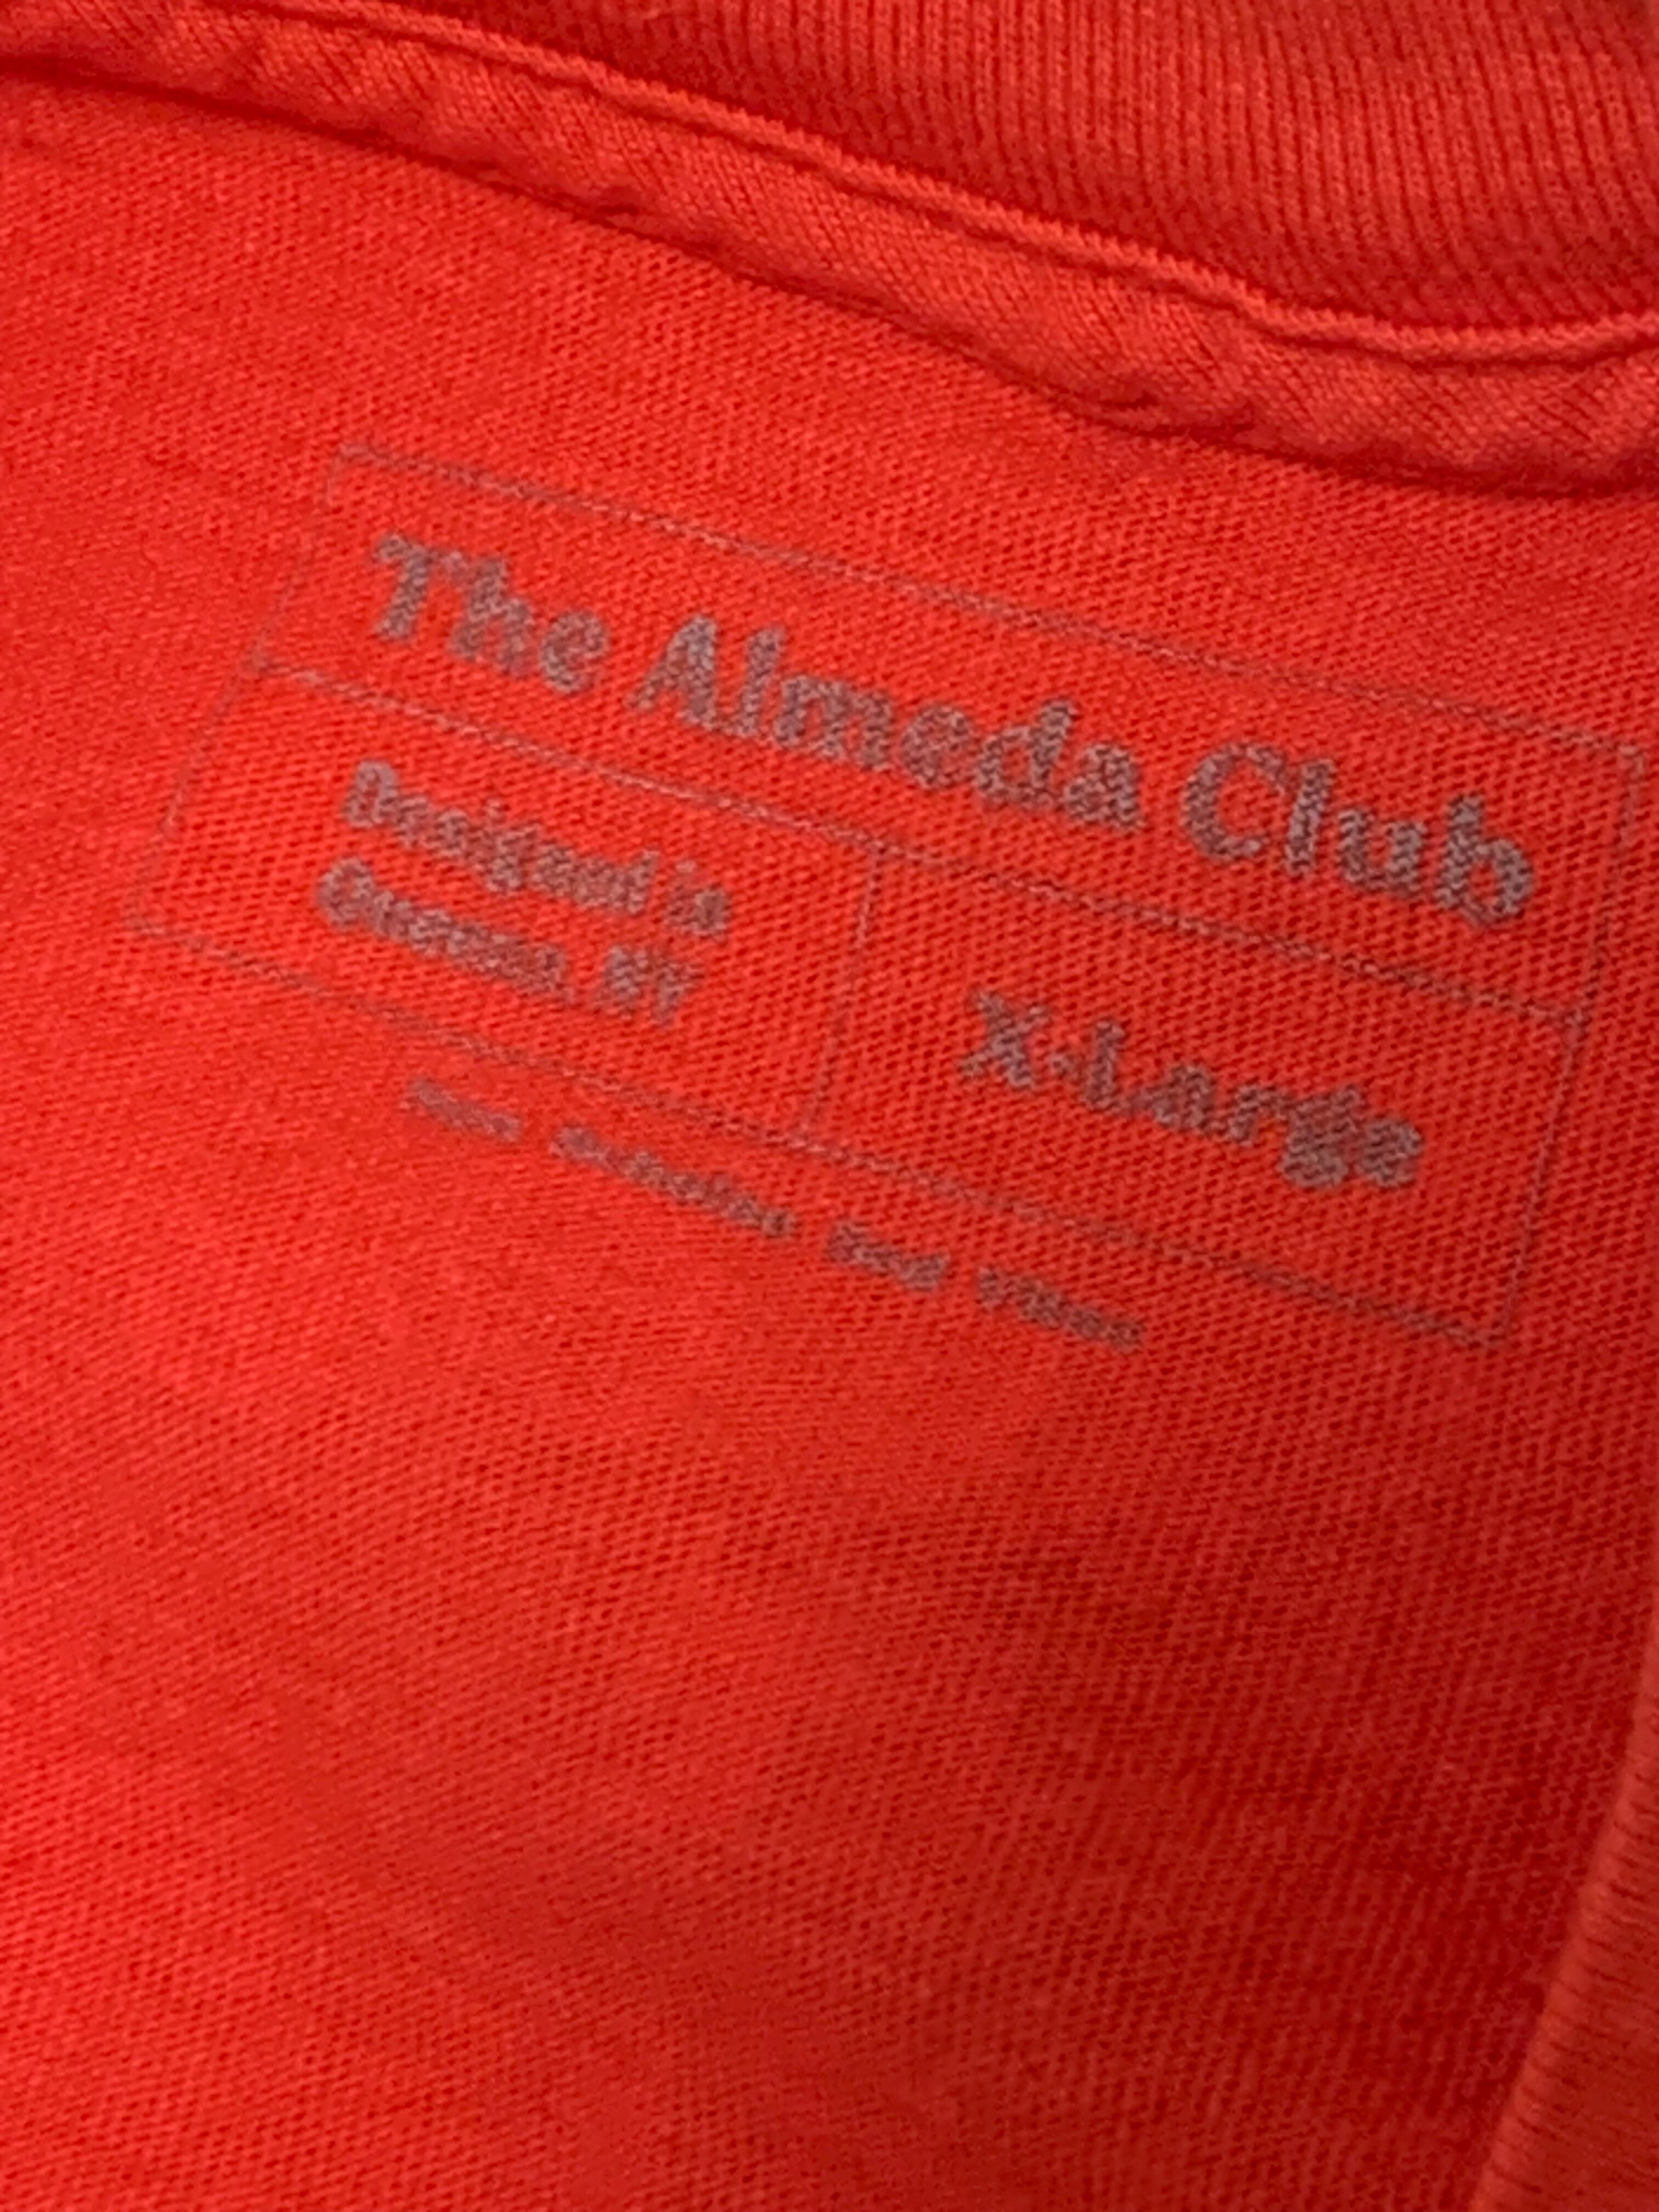 The Almeda Club
Designed in
Queens, NY
X-Large